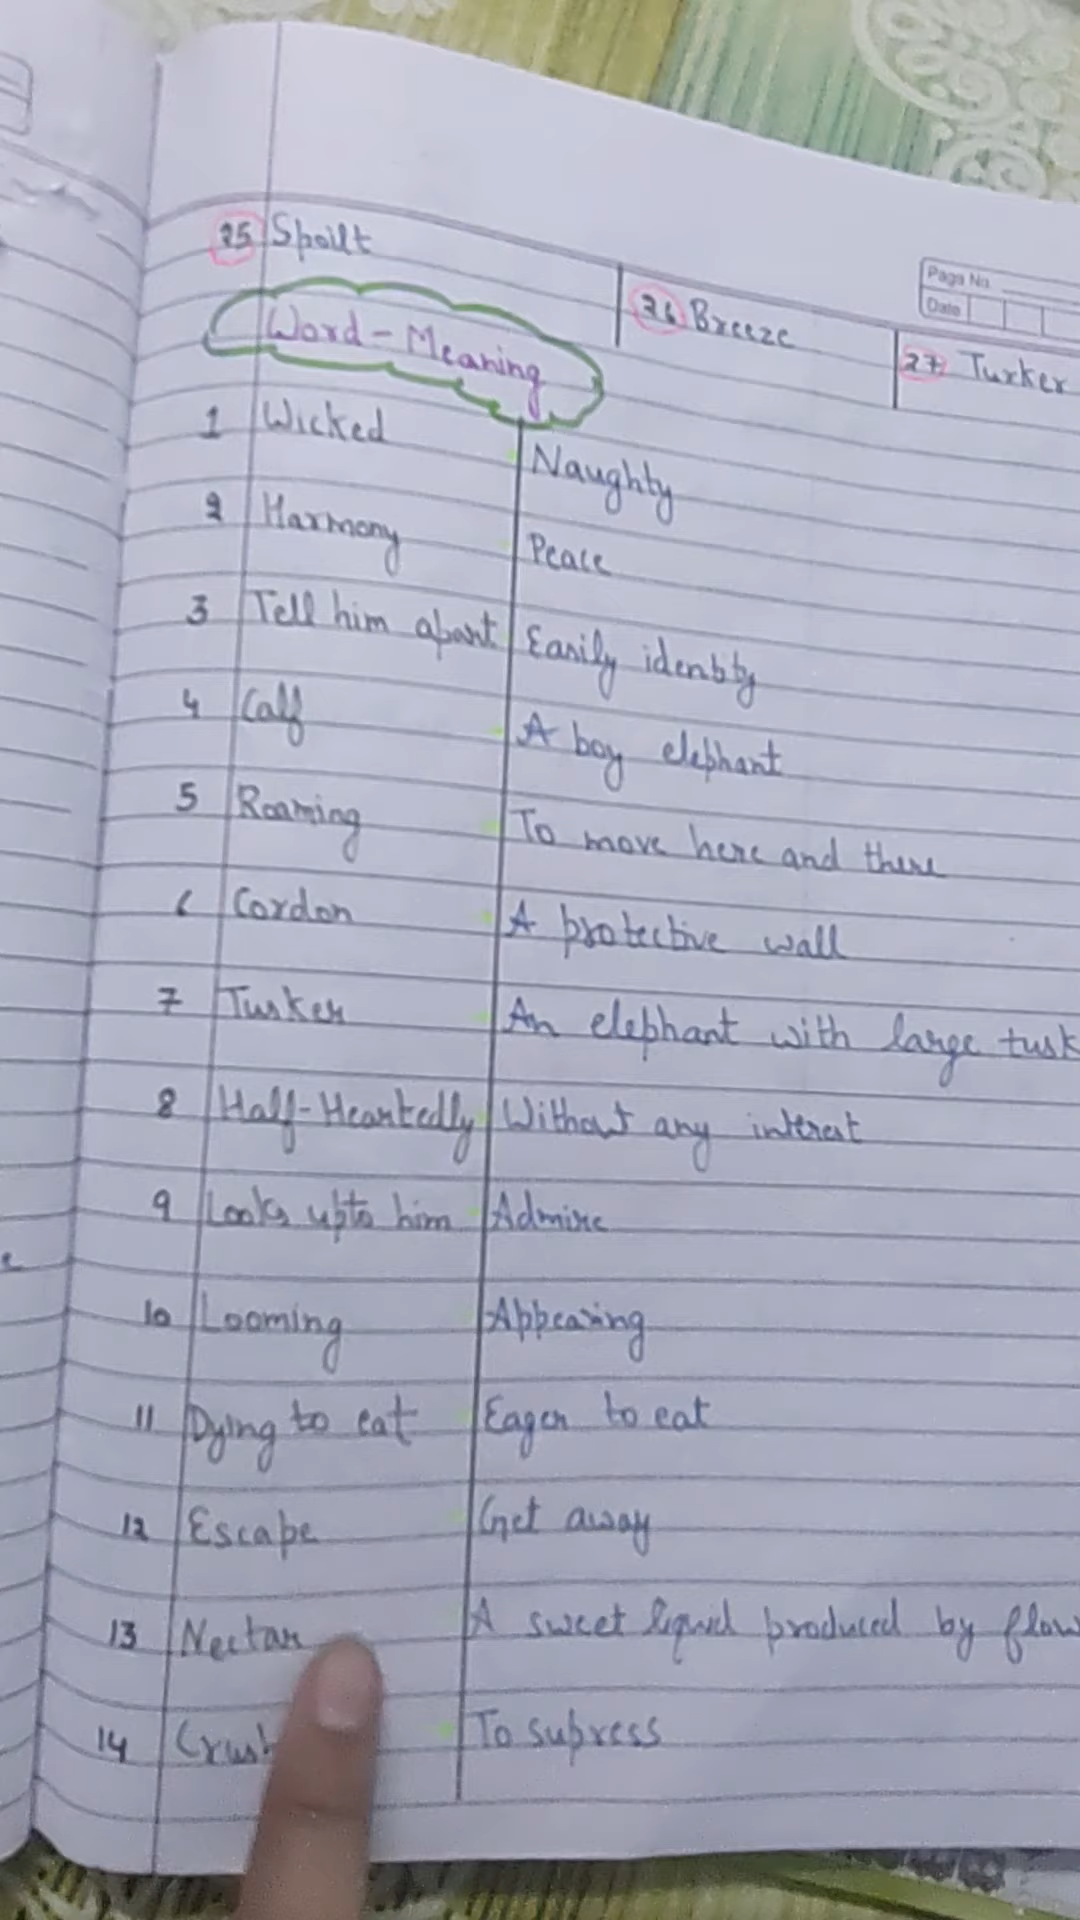 25 Spoilt
26 Breeze
27 Turker
Page No.
Date
Word - Meaning
1 Wicked Naughty
2 Harmony Peace
3 Tell him apart Easily identity
4 Calf A boy elephant
5 Roaming To move here and there
6 Cordon A protective wall
7 Tusker An elephant with large tusk
8 Half-Heartedly Without any interest
9 Looks upto him Admire
10 Looming Appearing
11 Dying to eat Eager to eat
12 Escape Get away
13 Nectar A sweet liquid produced by flow
14 Crush To supress